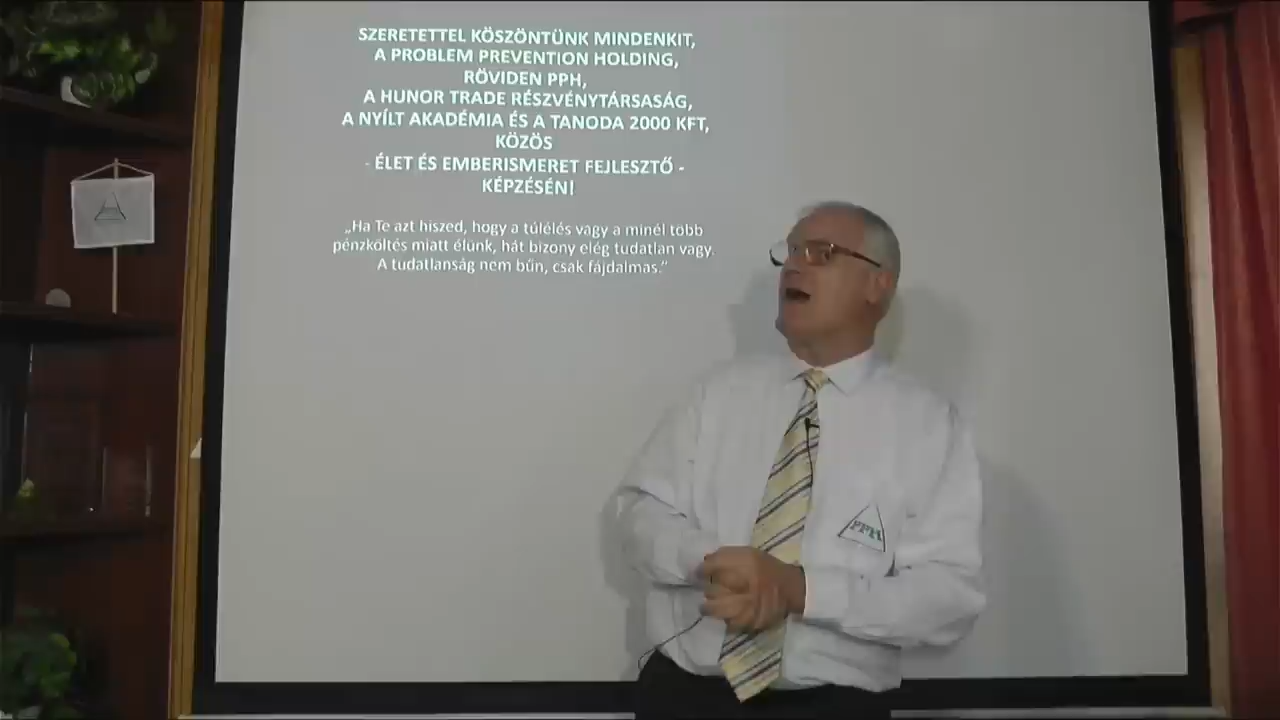 SZERETETTEL KÖSZÖNTÜNK MINDENKIT,
A PROBLEM PREVENTION HOLDING,
RÖVIDEN PPH,
A HUNOR TRADE RÉSZVÉNYTÁRSASÁG,
A NYÍLT AKADÉMIA ÉS A TANODA 2000 KFT,
KÖZÖS
- ÉLET ÉS EMBERISMERET FEJLESZTŐ -
KÉPZÉSÉN!
„Ha Te azt hiszed, hogy a túlélés vagy a minél több
pénzköltés miatt élünk, hát bizony elég tudatlan vagy.
A tudatlanság nem bűn, csak fájdalmas.”
PPH